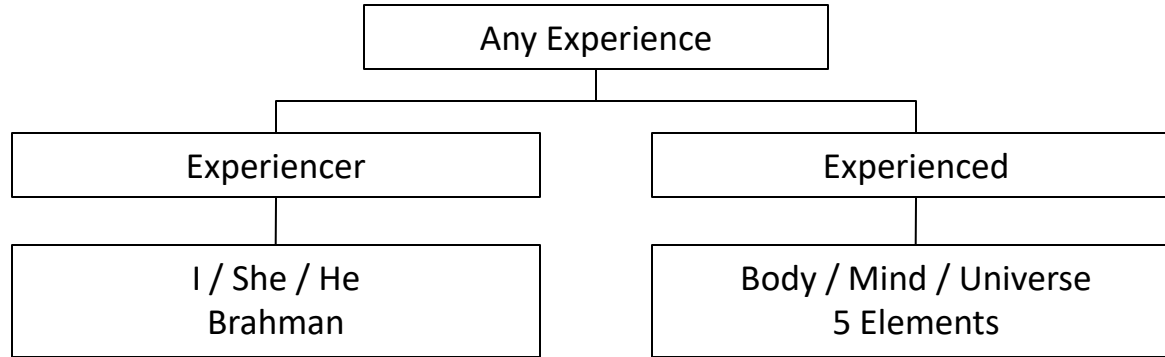 Any Experience
Experiencer
Experienced
I / She / He
Brahman
Body / Mind / Universe
5 Elements